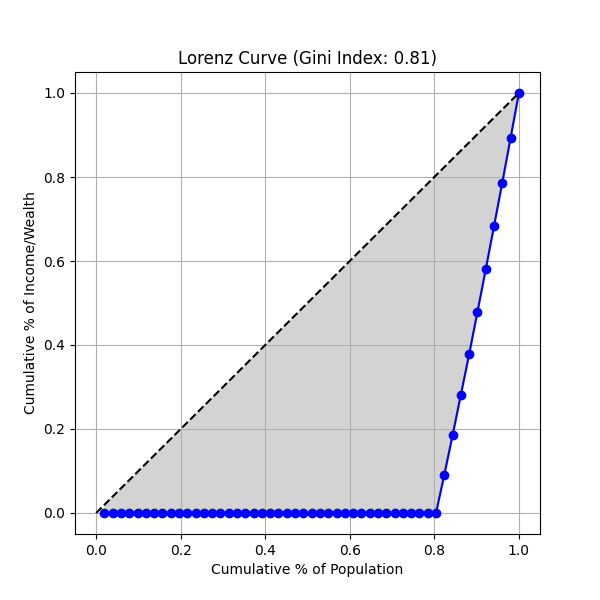 Lorenz Curve (Gini Index: 0.81)
Cumulative % of Income/Wealth
1.0
0.8
0.6
0.4
0.2
0.0
0.0 0.2 0.4 0.6 0.8 1.0
Cumulative % of Population